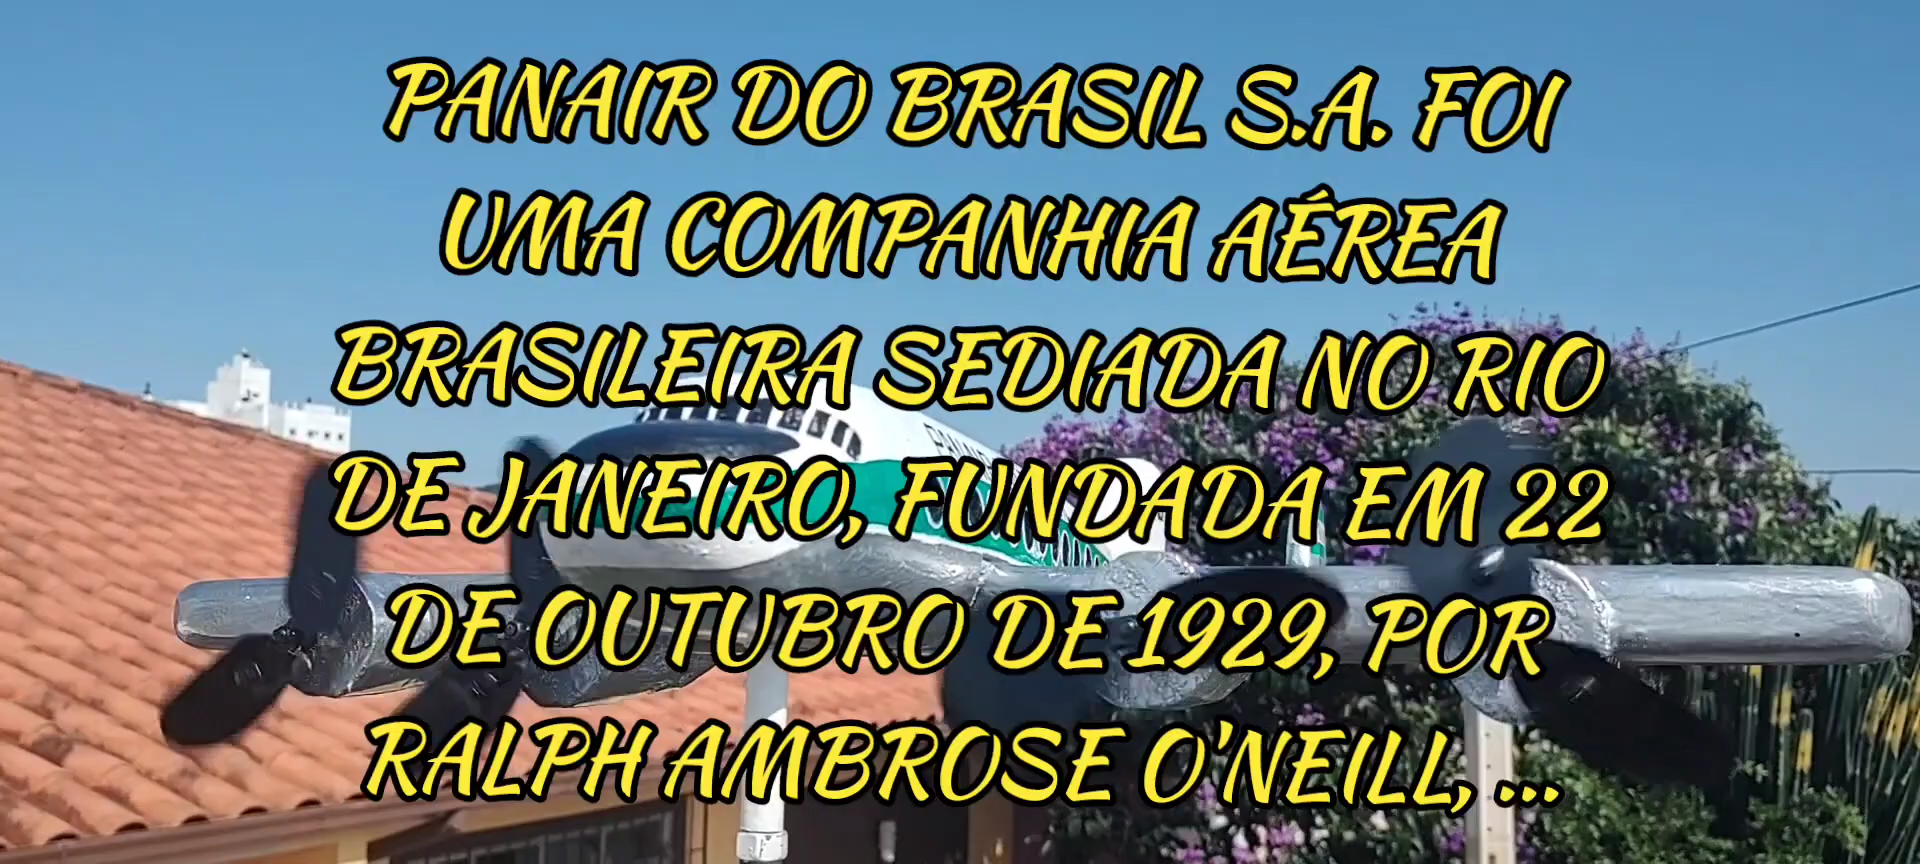 PANAIR DO BRASIL S.A. FOI
UMA COMPANHIA AÉREA
BRASILEIRA SEDIADA NO RIO
DE JANEIRO, FUNDADA EM 22
DE OUTUBRO DE 1929, POR
RALPH AMBROSE O'NEILL, ...